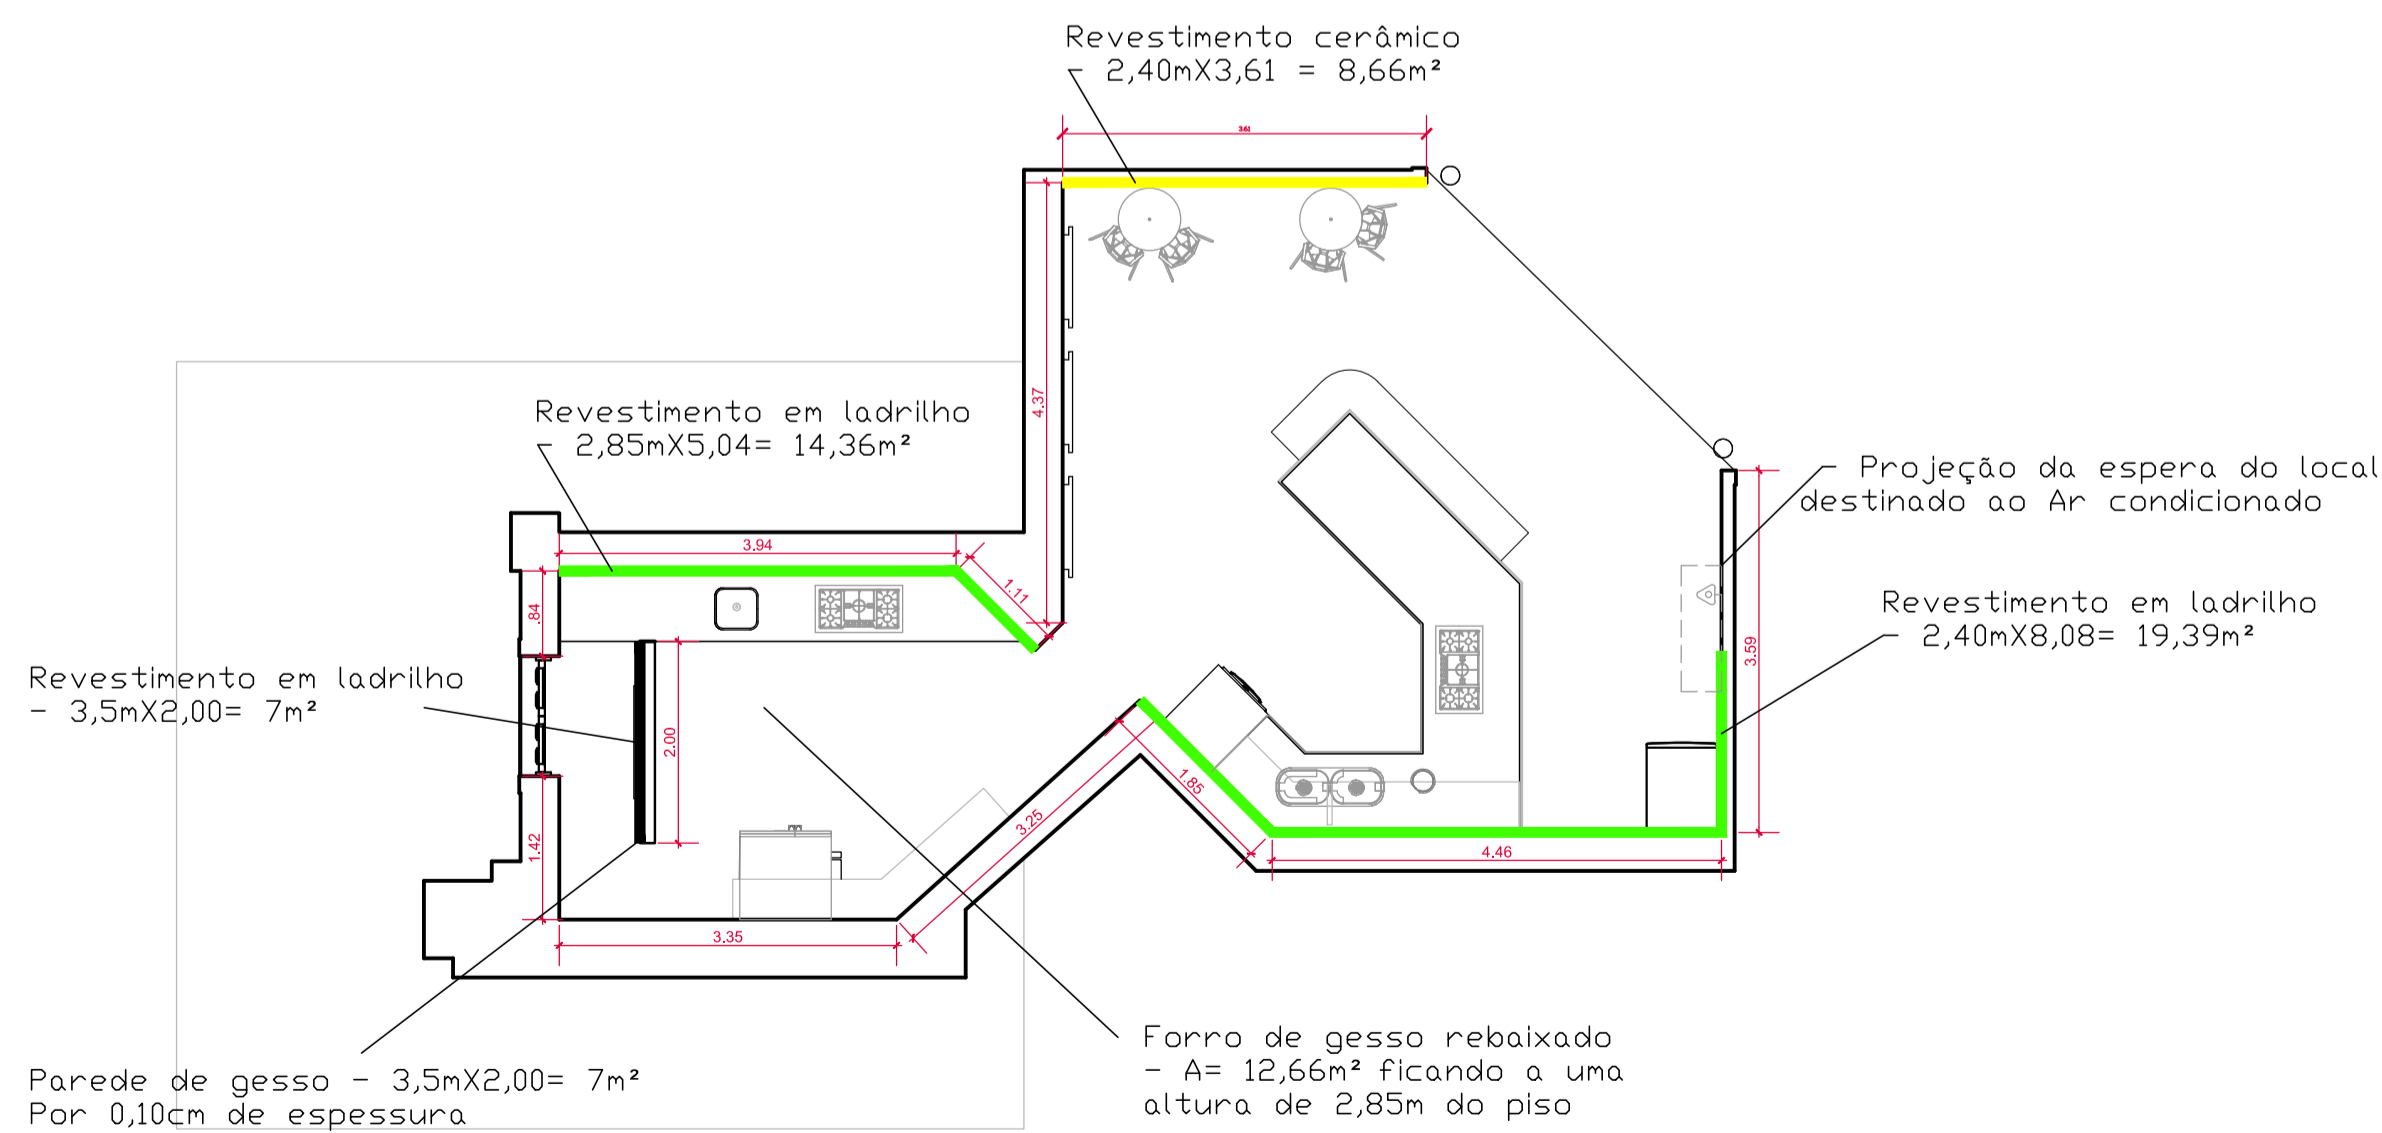 Revestimento cerâmico
- 2,40mX3,61 = 8,66m²
3.61
4.37
Revestimento em ladrilho
- 2,85mX5,04= 14,36m²
Projeção da espera do local
destinado ao Ar condicionado
3.94
1.11
.84
Revestimento em ladrilho
- 2,40mX8,08= 19,39m²
3.59
Revestimento em ladrilho
- 3,5mX2,00= 7m²
2.00
1.85
3.25
1.42
4.46
3.35
Forro de gesso rebaixado
- A= 12,66m² ficando a uma
altura de 2,85m do piso
Parede de gesso - 3,5mX2,00= 7m²
Por 0,10cm de espessura